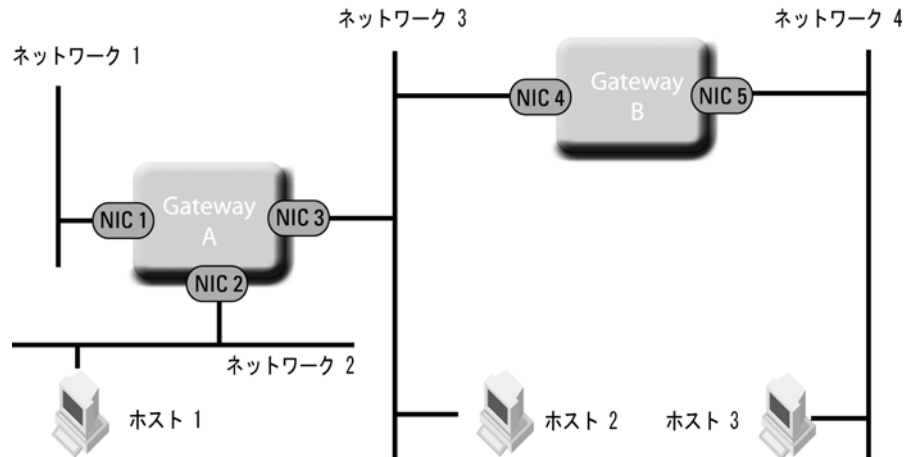 ネットワーク 3
ネットワーク 4
ネットワーク 1
Gateway
B
NIC 4
NIC 5
Gateway
A
NIC 1
NIC 3
NIC 2
ネットワーク 2
ホスト 1
ホスト 2
ホスト 3